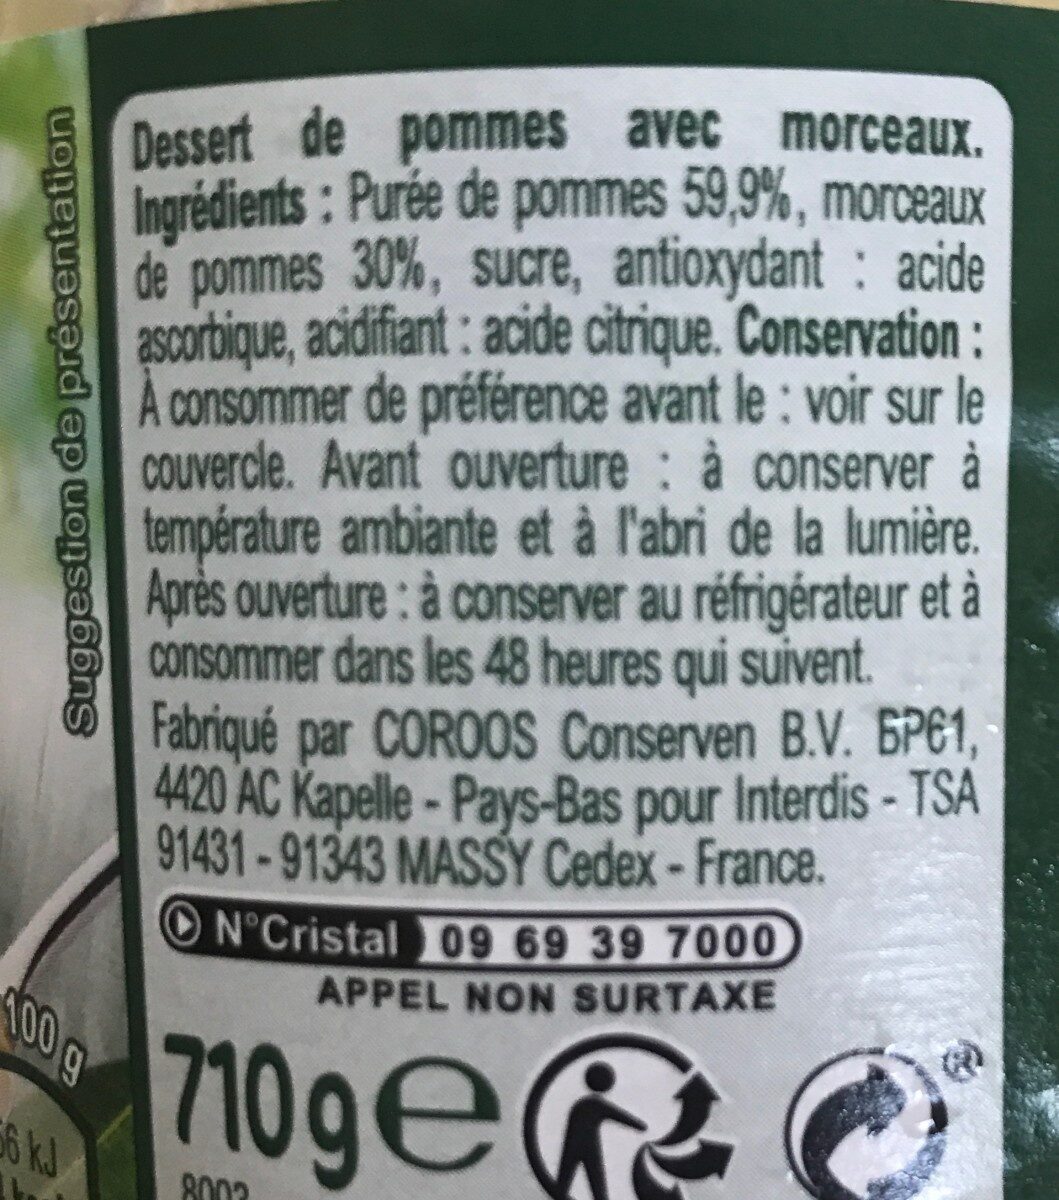 Suggestion de présentation
Dessert de pommes avec morceaux.
Ingrédients : Purée de pommes 59,9%, morceaux
de pommes 30%, sucre, antioxydant : acide
ascorbique, acidifiant : acide citrique. Conservation :
À consommer de préférence avant le : voir sur le
couvercle. Avant ouverture : à conserver à
température ambiante et à l'abri de la lumière.
Après ouverture : à conserver au réfrigérateur et à
consommer dans les 48 heures qui suivent.
Fabriqué par COROOS Conserven B.V. BP61,
4420 AC Kapelle - Pays-Bas pour Interdis - TSA
91431 - 91343 MASSY Cedex - France.
N°Cristal 09 69 39 7000
APPEL NON SURTAXE
100 g
710 g e
®
kJ